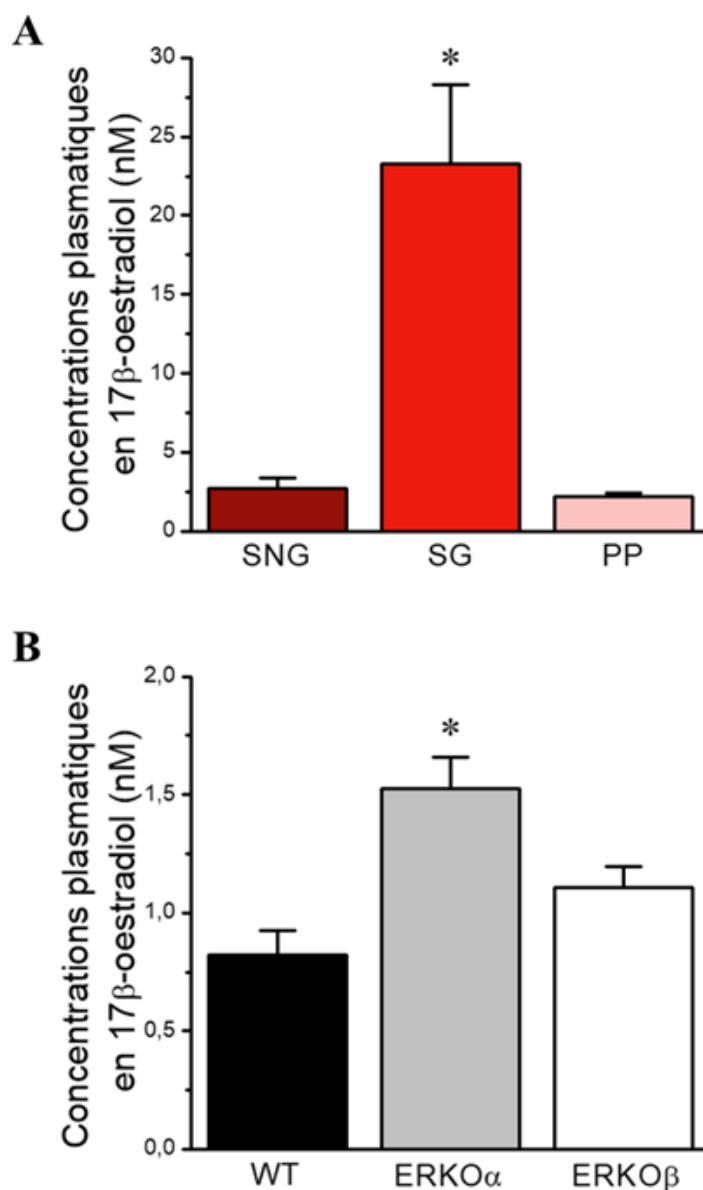 A
Concentrations plasmatiques
en 17β-oestradiol (nM)
30
25
20
15
10
5
0
*
SNG
SG
PP
B
Concentrations plasmatiques
en 17β-oestradiol (nM)
2,0
1,5
1,0
0,5
0,0
*
WT
ERKOα
ERKOβ